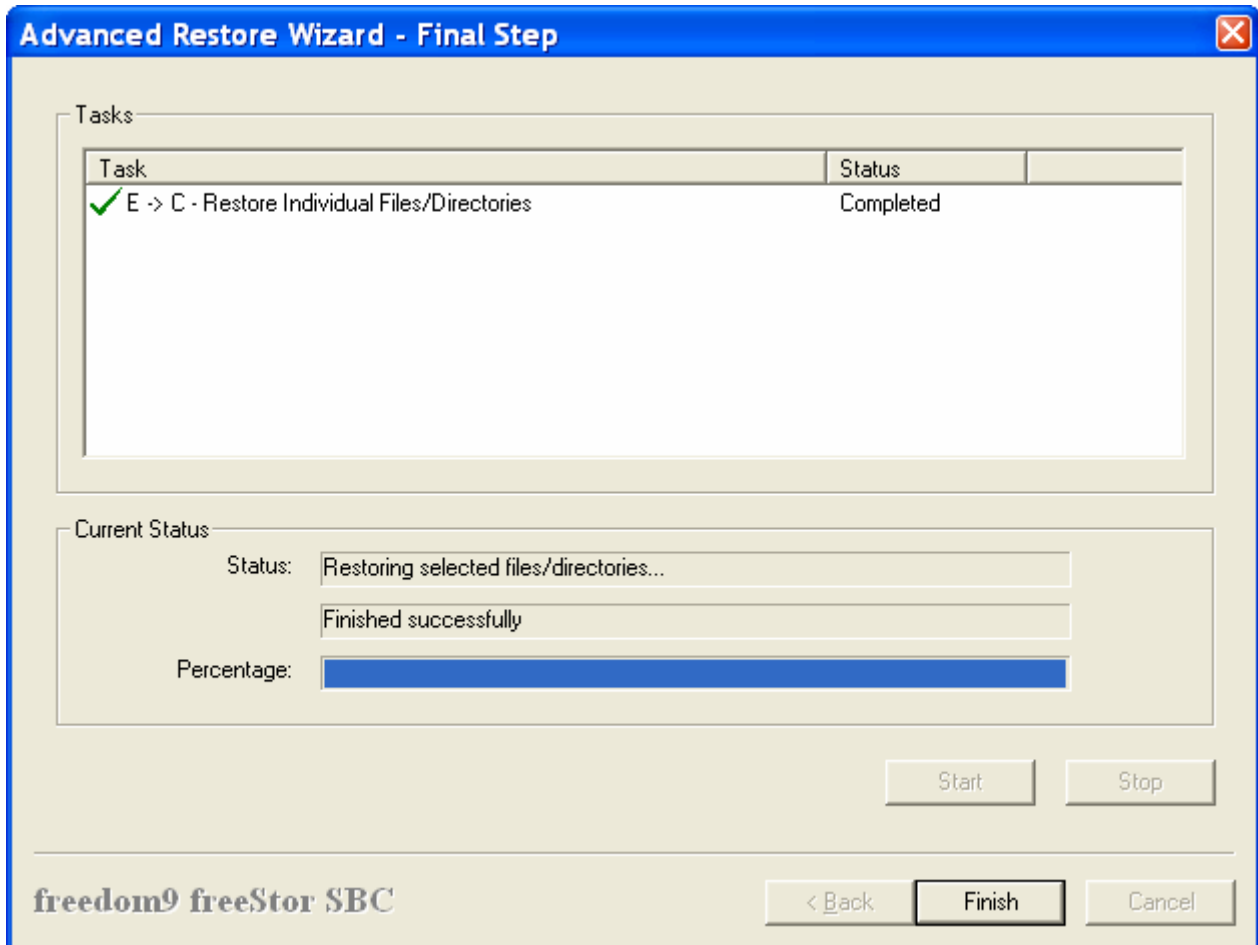 Advanced Restore Wizard - Final Step
Tasks
Task Status
E -> C - Restore Individual Files/Directories Completed
Current Status
Status: Restoring selected files/directories...
Finished successfully
Percentage:
Start Stop
freedom9 freeStor SBC < Back Finish Cancel